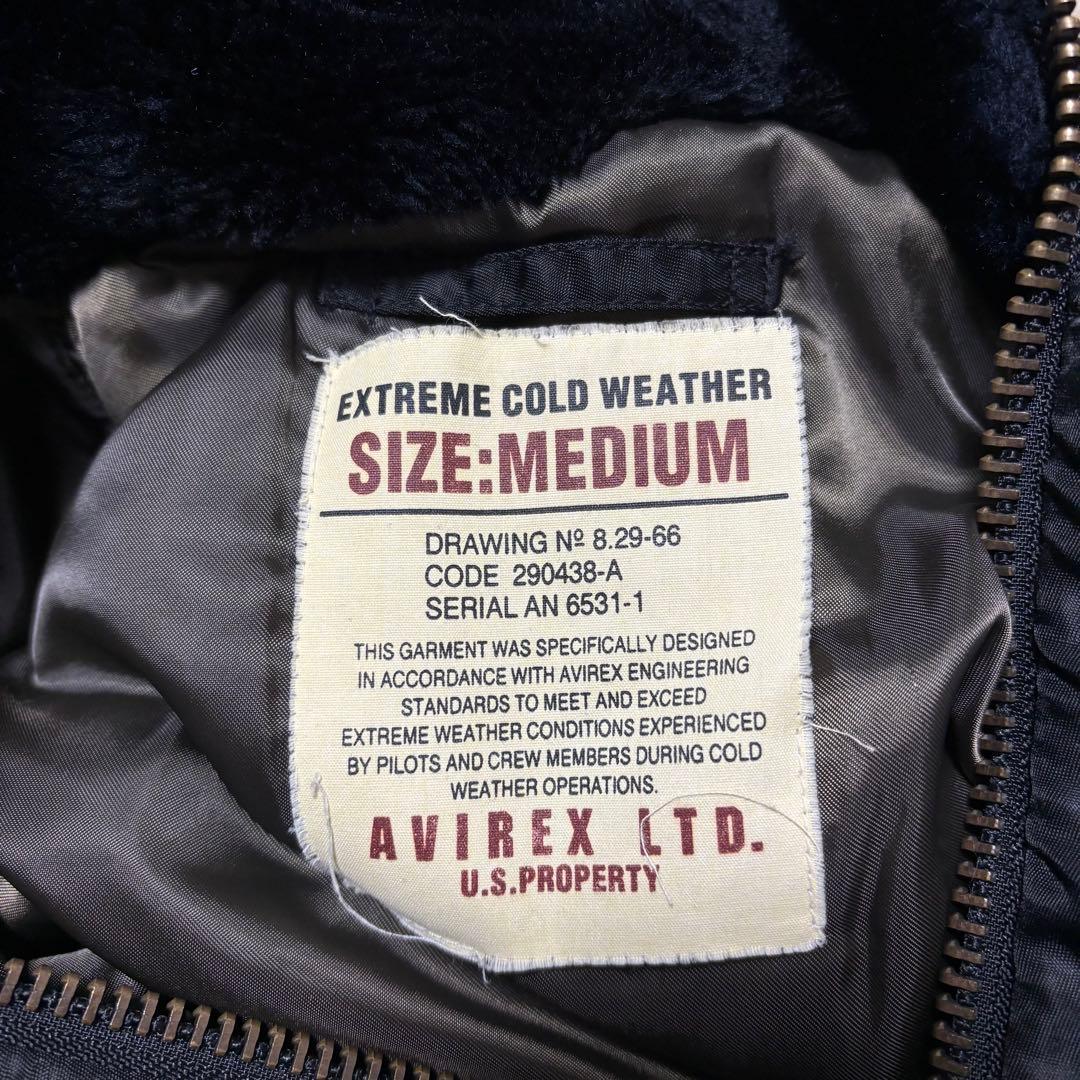 EXTREME COLD WEATHER
SIZE:MEDIUM
DRAWING Nº 8.29-66
CODE 290438-A
SERIAL AN 6531-1
THIS GARMENT WAS SPECIFICALLY DESIGNED
IN ACCORDANCE WITH AVIREX ENGINEERING
STANDARDS TO MEET AND EXCEED
EXTREME WEATHER CONDITIONS EXPERIENCED
BY PILOTS AND CREW MEMBERS DURING COLD
WEATHER OPERATIONS.
AVIREX LTD.
U.S.PROPERTY